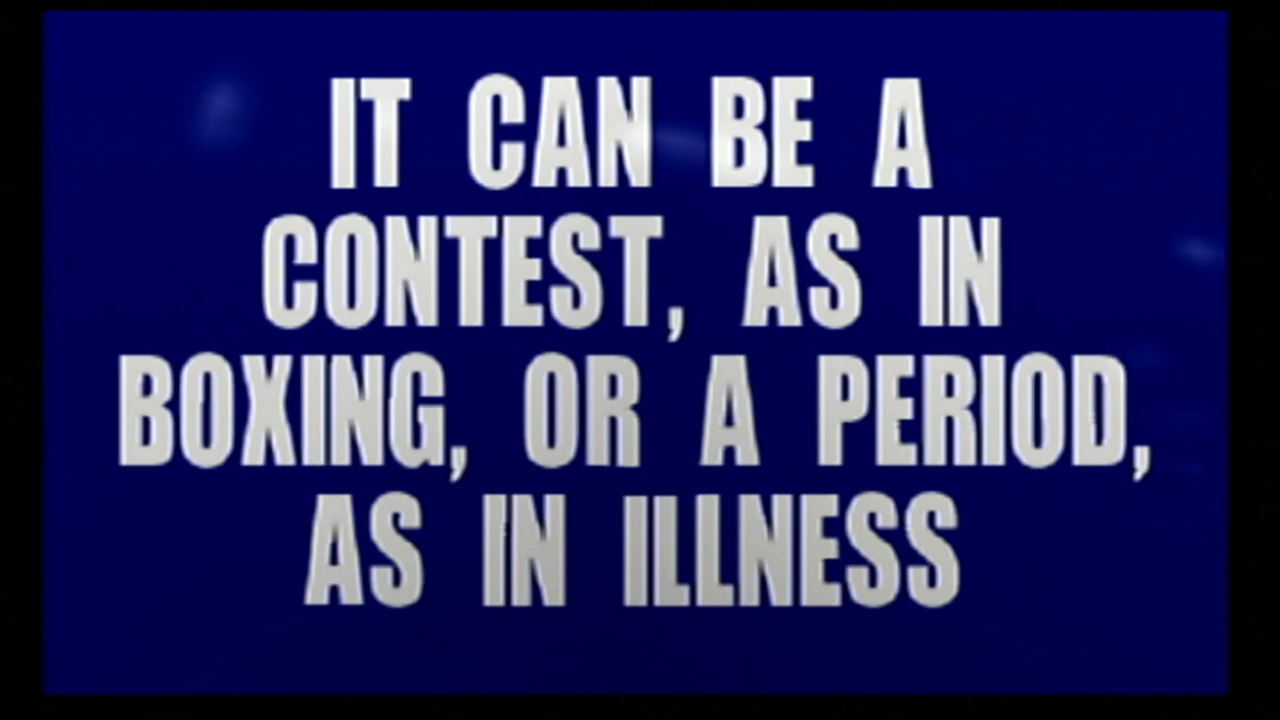 IT CAN BE A
CONTEST, AS IN
BOXING, OR A PERIOD,
AS IN ILLNESS